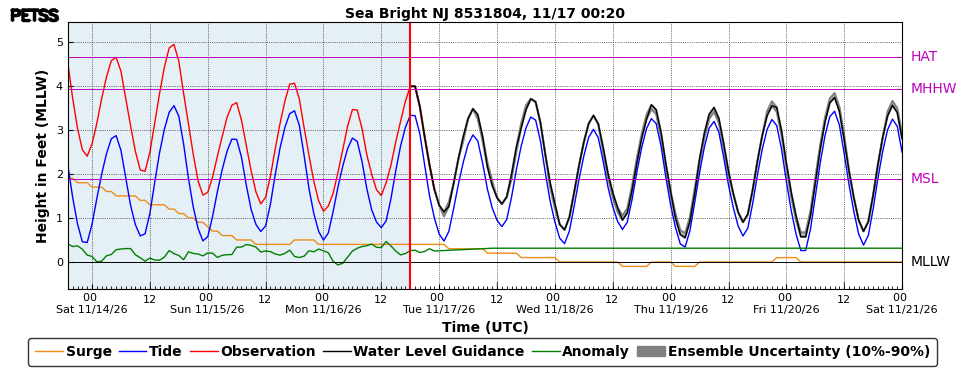 PETSS
Sea Bright NJ 8531804, 11/17 00:20
Height in Feet (MLLW)
5
4
3
2
1
0
HAT
MHHW
MSL
MLLW
00 12 00 12 00 12 00 12 00 12 00 12 00 12 00
Sat 11/14/26 Sun 11/15/26 Mon 11/16/26 Tue 11/17/26 Wed 11/18/26 Thu 11/19/26 Fri 11/20/26 Sat 11/21/26
Time (UTC)
Surge Tide Observation Water Level Guidance Anomaly Ensemble Uncertainty (10%-90%)